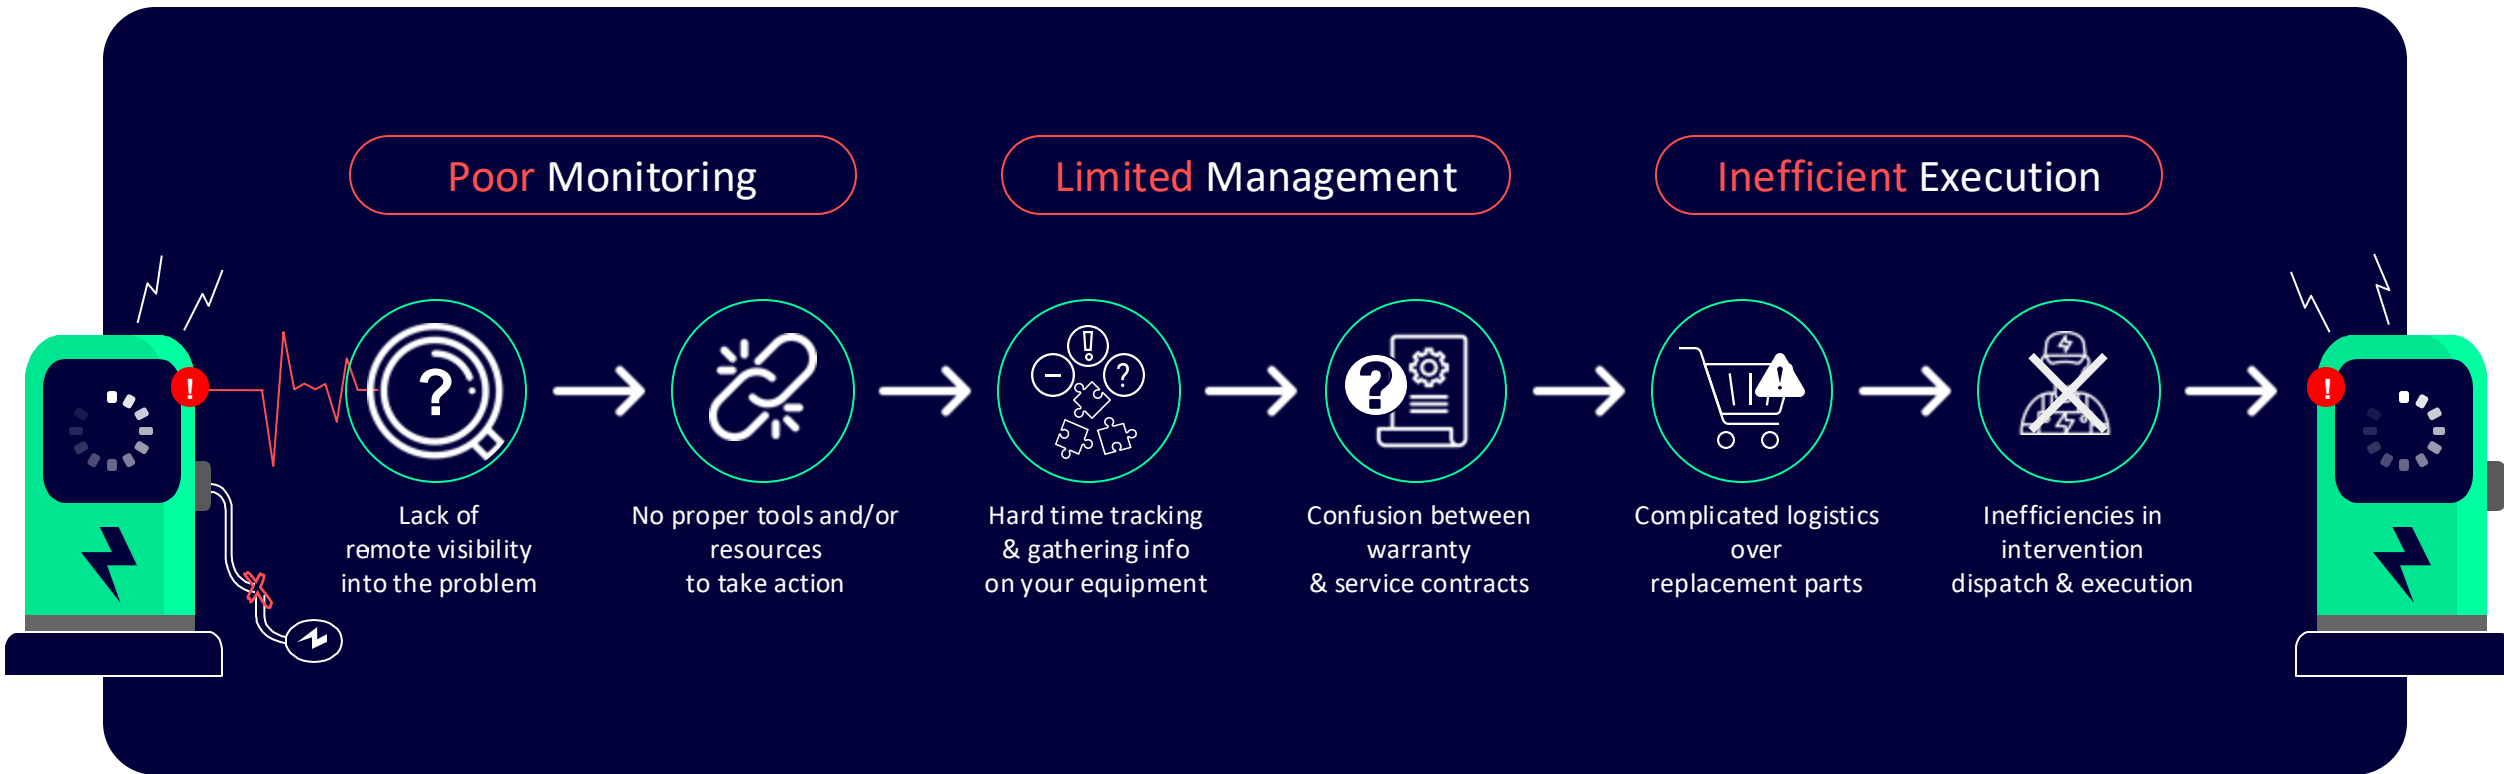 Poor Monitoring
Limited Management
Inefficient Execution
!
?
!
−
?
?
!
!
Lack of
remote visibility
into the problem
No proper tools and/or
resources
to take action
Hard time tracking
& gathering info
on your equipment
Confusion between
warranty
& service contracts
Complicated logistics
over
replacement parts
Inefficiencies in
intervention
dispatch & execution